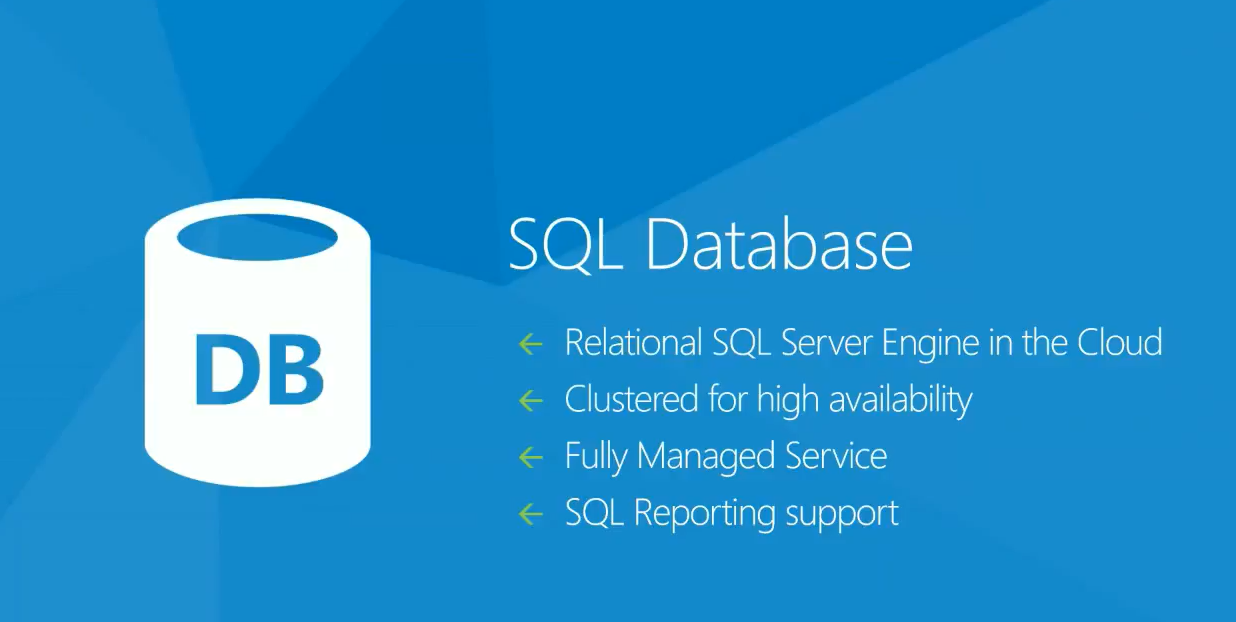 DB
SQL Database
← Relational SQL Server Engine in the Cloud
← Clustered for high availability
← Fully Managed Service
← SQL Reporting support